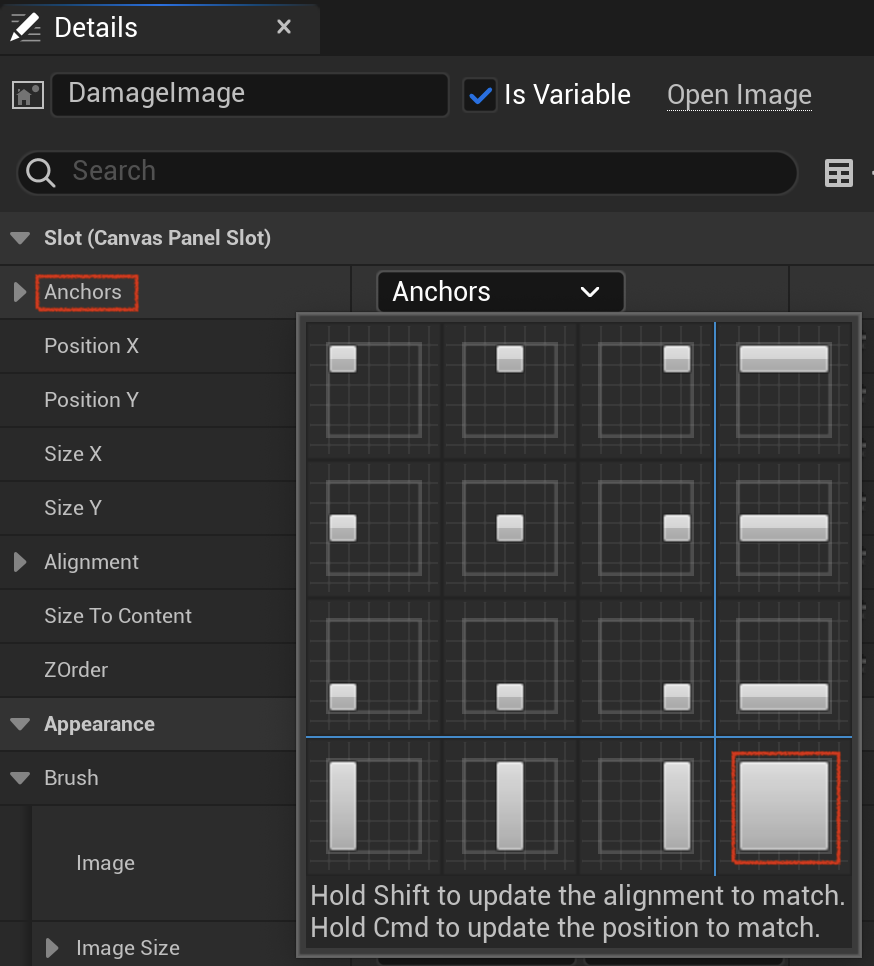 Details
DamageImage
Is Variable
Open Image
Search
Slot (Canvas Panel Slot)
Anchors
Anchors
Position X
Position Y
Size X
Size Y
Alignment
Size To Content
ZOrder
Appearance
Brush
Image
Hold Shift to update the alignment to match.
Hold Cmd to update the position to match.
Image Size